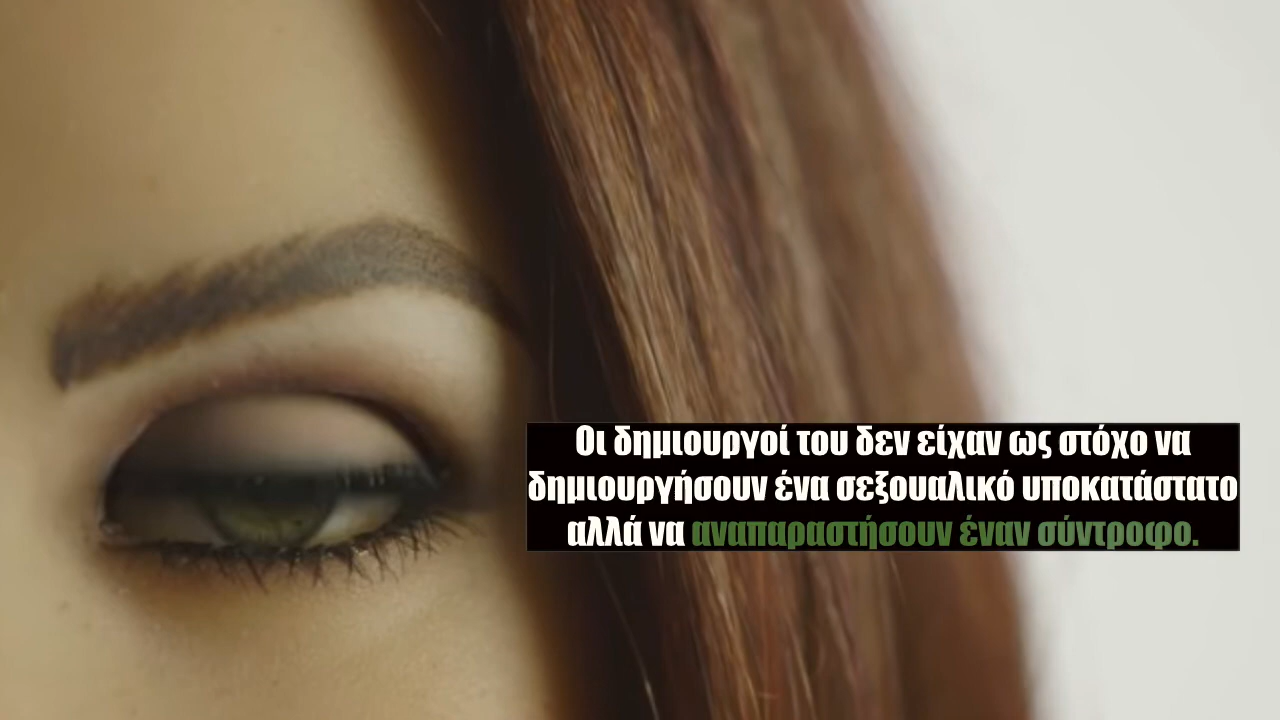 Οι δημιουργοί του δεν είχαν ως στόχο να
δημιουργήσουν ένα σεξουαλικό υποκατάστατο
αλλά να αναπαραστήσουν έναν σύντροφο.